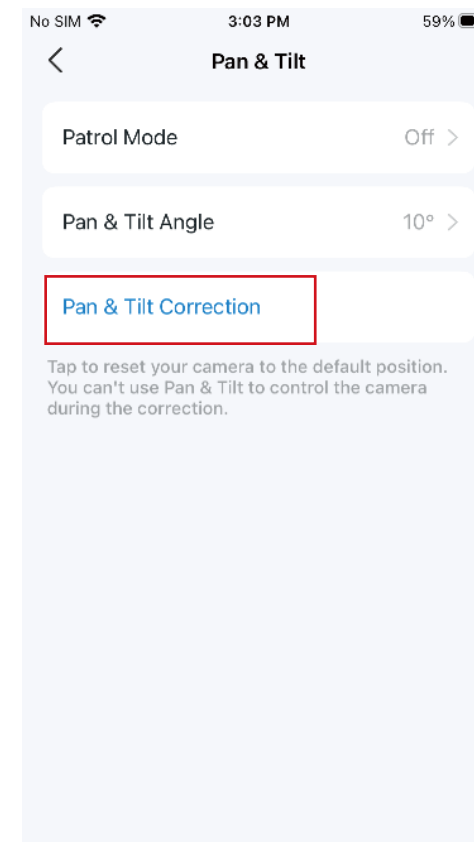 No SIM 3:03 PM 59%
Pan & Tilt
Patrol Mode Off >
Pan & Tilt Angle 10° >
Pan & Tilt Correction
Tap to reset your camera to the default position.
You can't use Pan & Tilt to control the camera
during the correction.